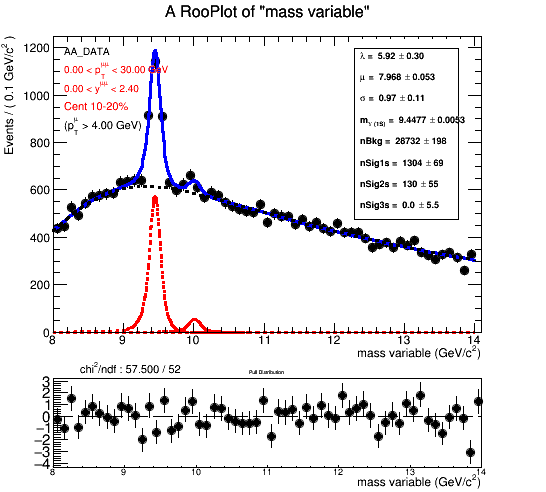 A RooPlot of "mass variable"
Events / ( 0.1 GeV/c² )
1200
1000
800
600
400
200
0
AA_DATA
0.00 < p_T^μμ < 30.00 GeV
0.00 < y^μμ < 2.40
Cent 10-20%
(p_T^μ > 4.00 GeV)
λ = 5.92 ± 0.30
μ = 7.968 ± 0.053
σ = 0.97 ± 0.11
m_Υ(1S) = 9.4477 ± 0.0053
nBkg = 28732 ± 198
nSig1s = 1304 ± 69
nSig2s = 130 ± 55
nSig3s = 0.0 ± 5.5
8 9 10 11 12 13 14
mass variable (GeV/c²)
chi²/ndf : 57.500 / 52
Pull Distribution
3
2
1
0
−1
−2
−3
−4
8 9 10 11 12 13 14
mass variable (GeV/c²)